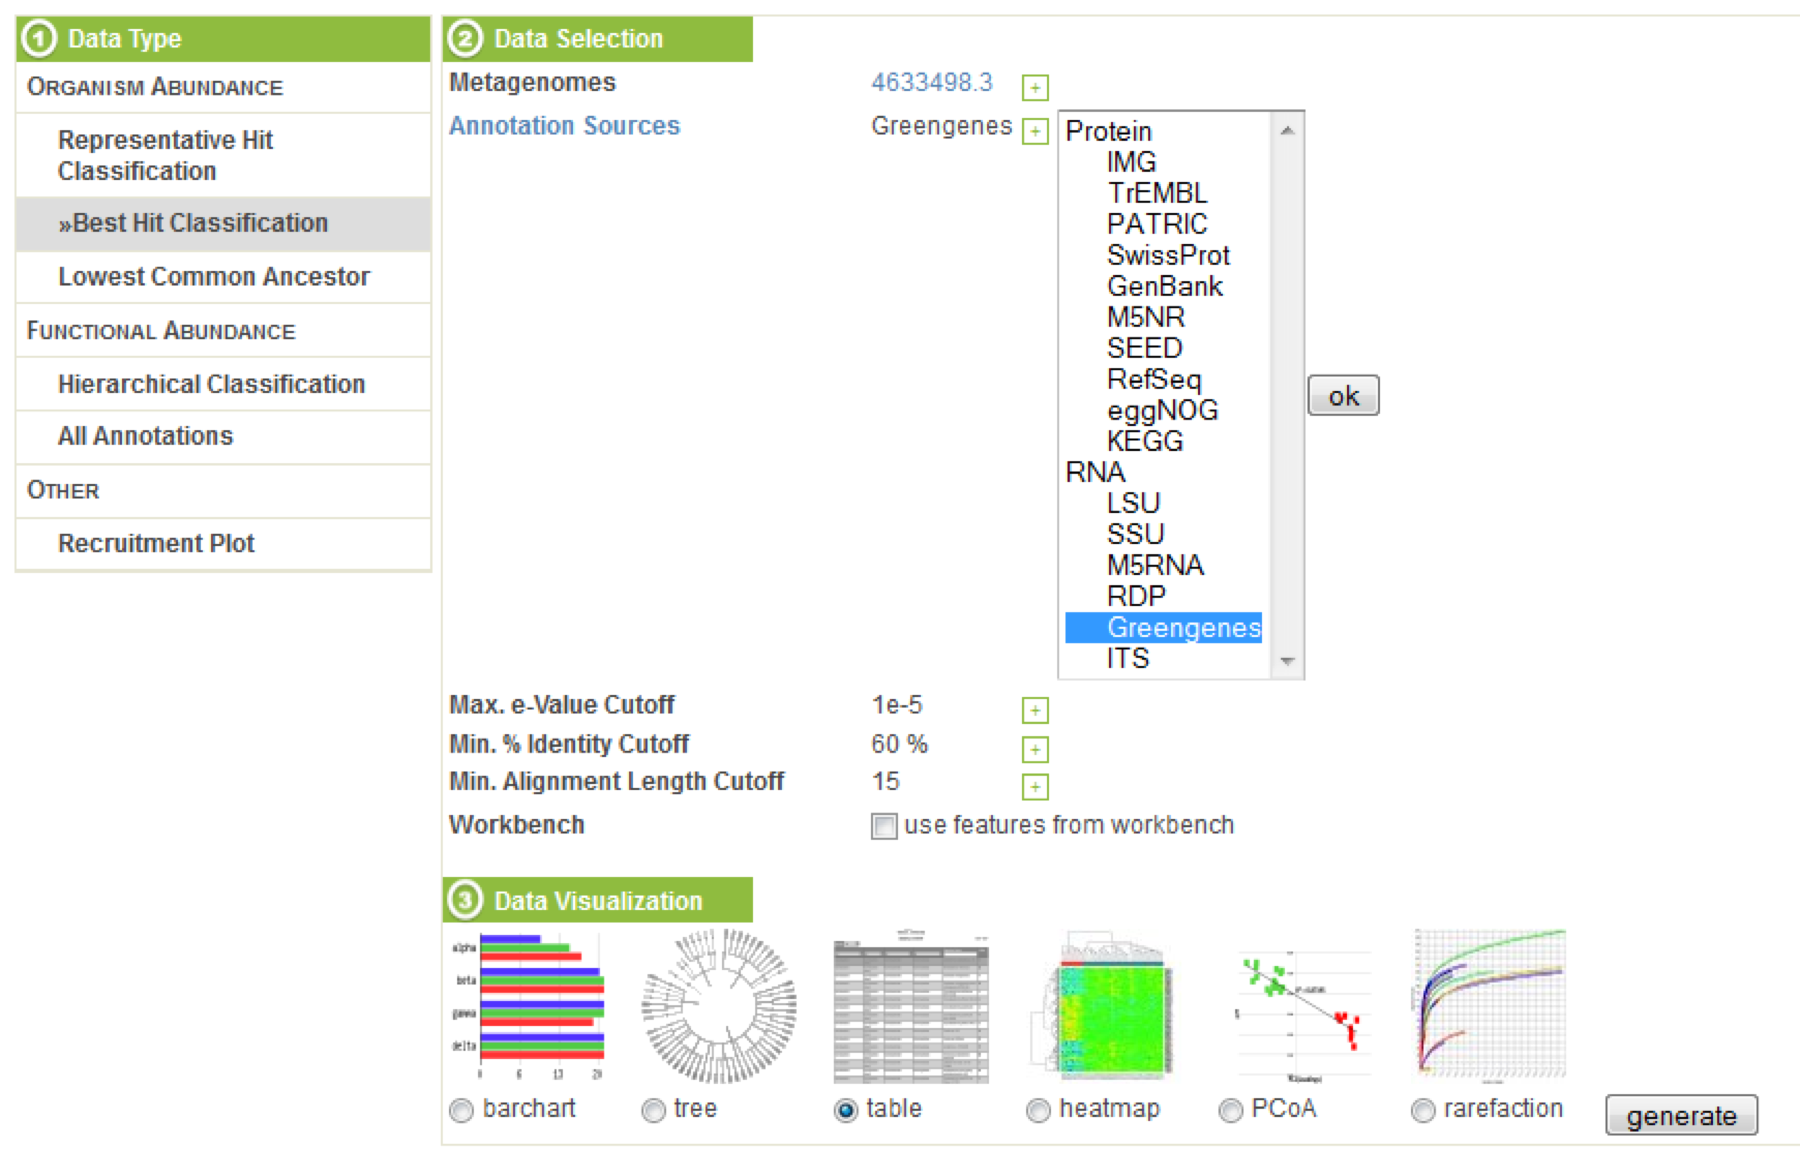 1 Data Type
ORGANISM ABUNDANCE
Representative Hit
Classification
»Best Hit Classification
Lowest Common Ancestor
FUNCTIONAL ABUNDANCE
Hierarchical Classification
All Annotations
OTHER
Recruitment Plot
2 Data Selection
Metagenomes 4633498.3 +
Annotation Sources Greengenes +
Protein
IMG
TrEMBL
PATRIC
SwissProt
GenBank
M5NR
SEED
RefSeq
eggNOG
KEGG
RNA
LSU
SSU
M5RNA
RDP
Greengenes
ITS
ok
Max. e-Value Cutoff 1e-5 +
Min. % Identity Cutoff 60 % +
Min. Alignment Length Cutoff 15 +
Workbench use features from workbench
3 Data Visualization
alpha
beta
gamma
delta
barchart tree table heatmap PCoA rarefaction generate